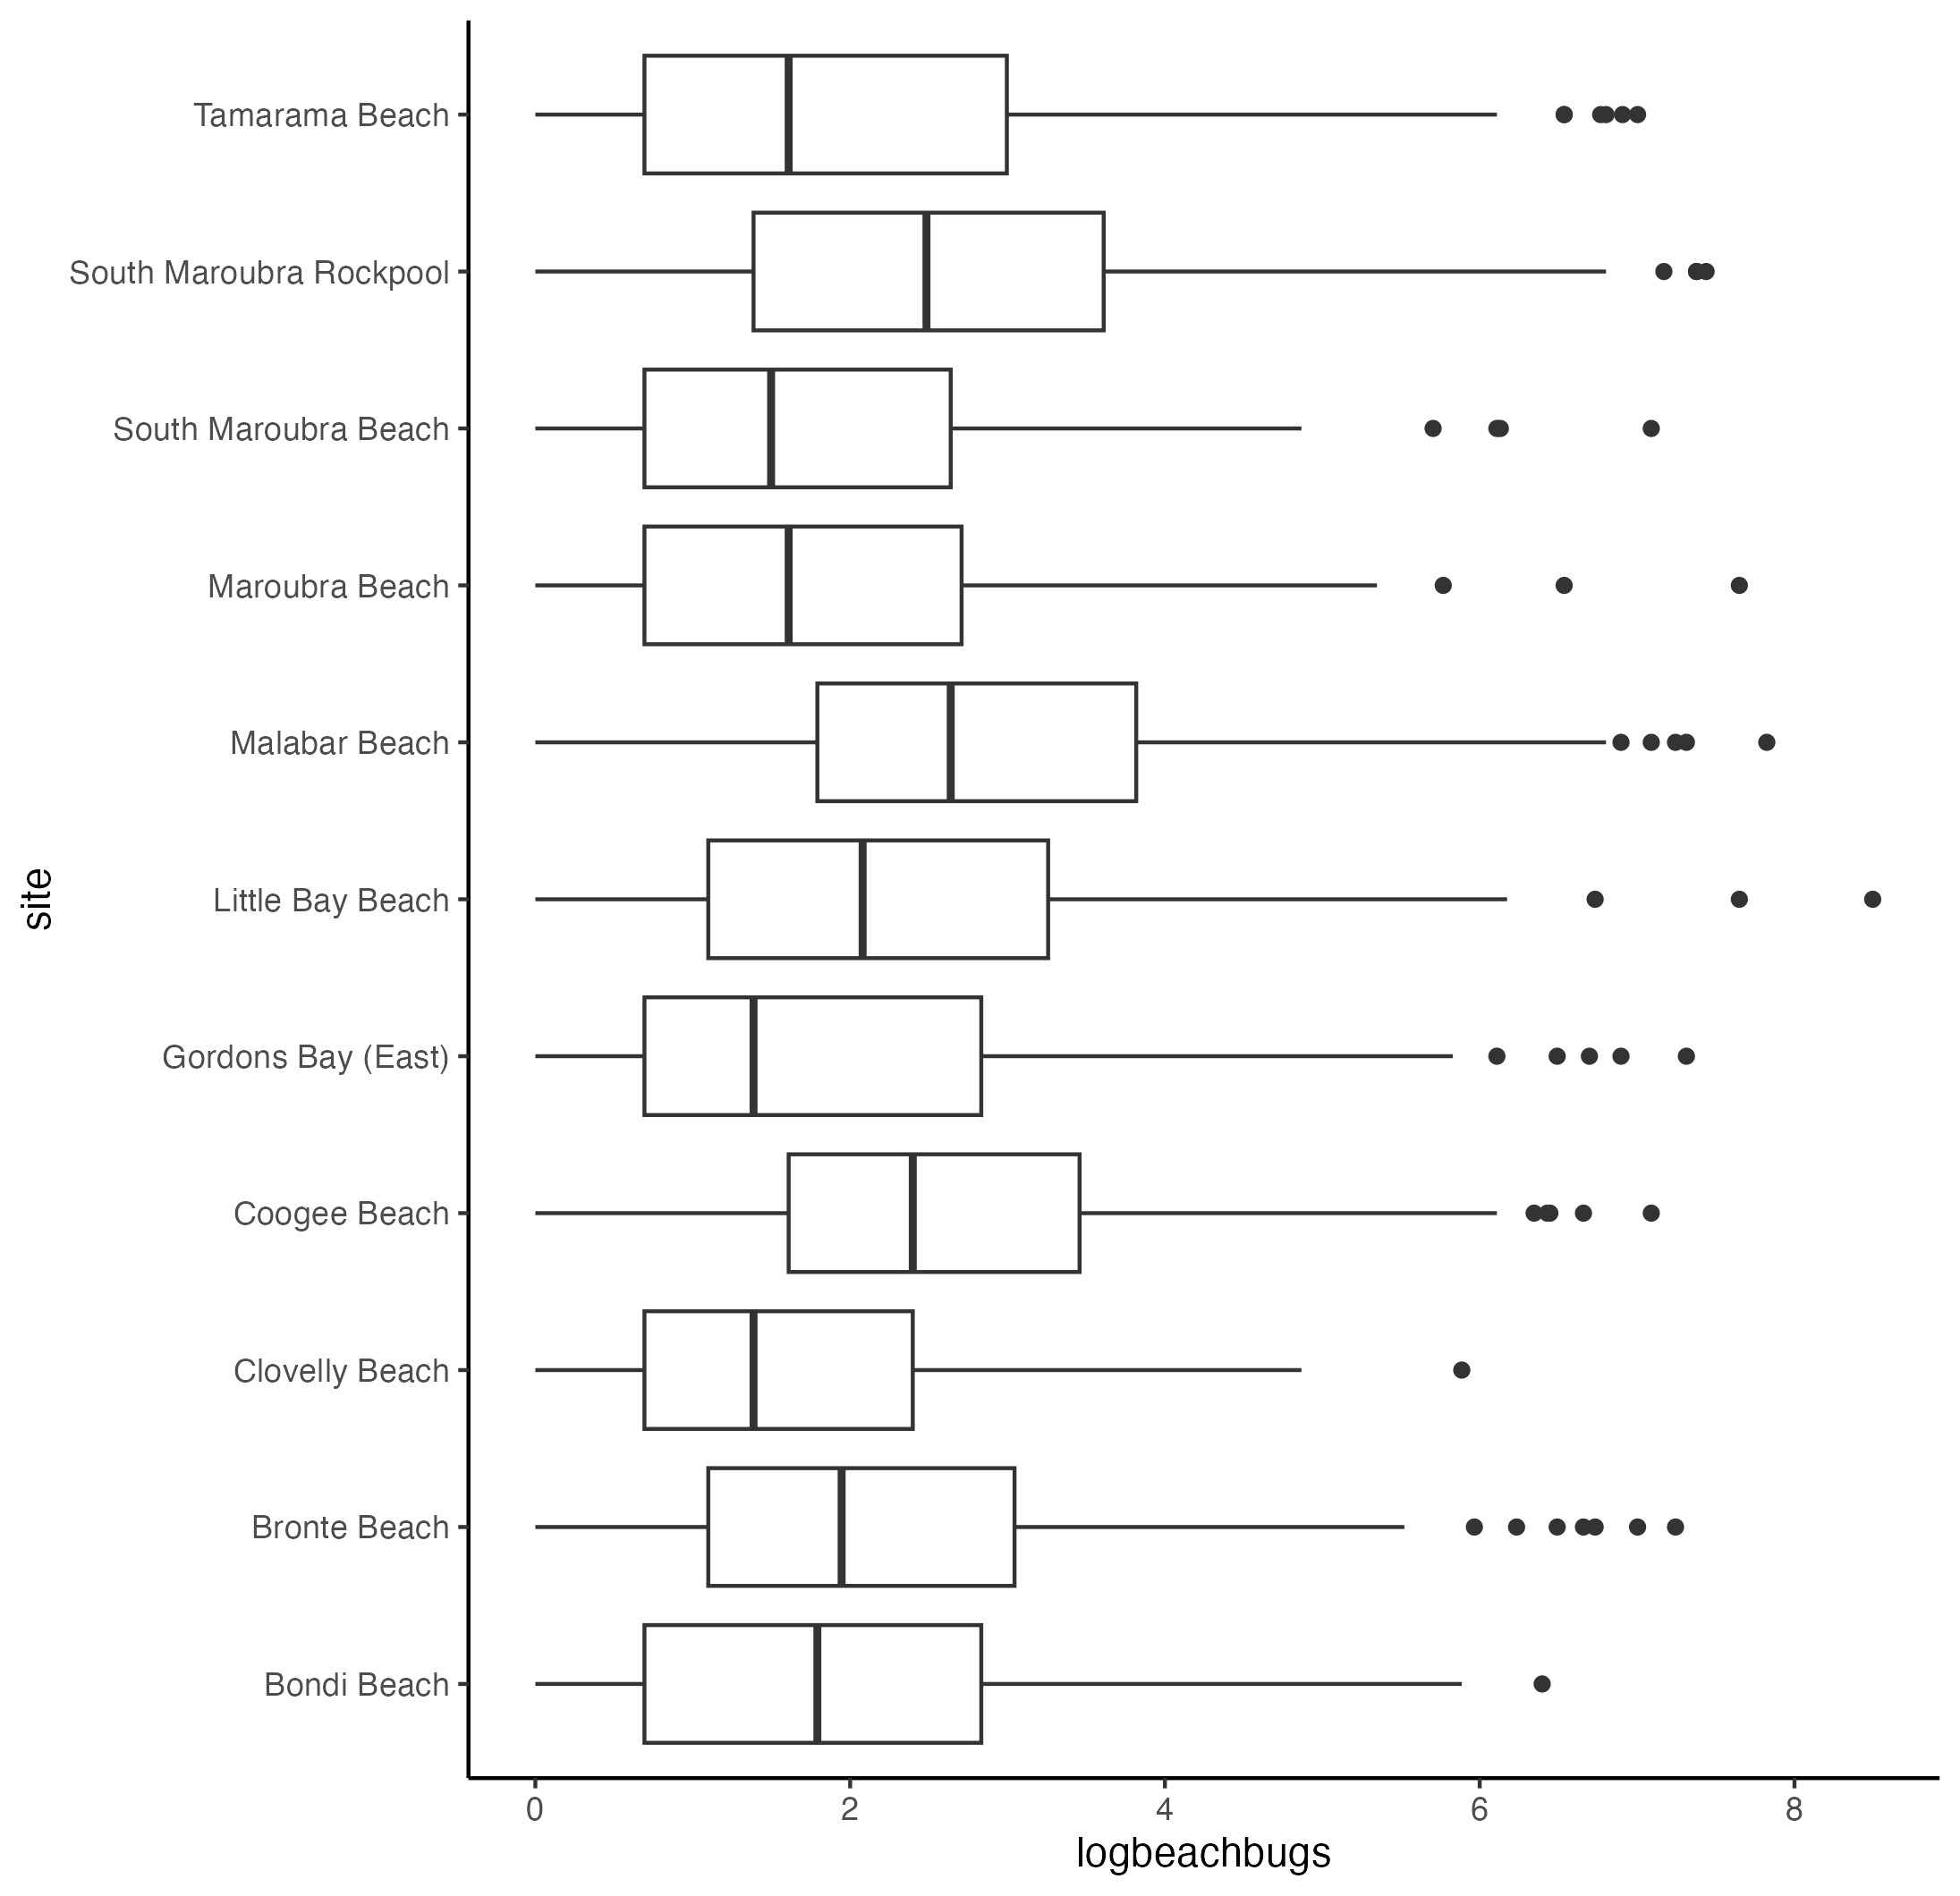 Tamarama Beach
South Maroubra Rockpool
South Maroubra Beach
Maroubra Beach
Malabar Beach
Little Bay Beach
Gordons Bay (East)
Coogee Beach
Clovelly Beach
Bronte Beach
Bondi Beach
site
0 2 4 6 8
logbeachbugs